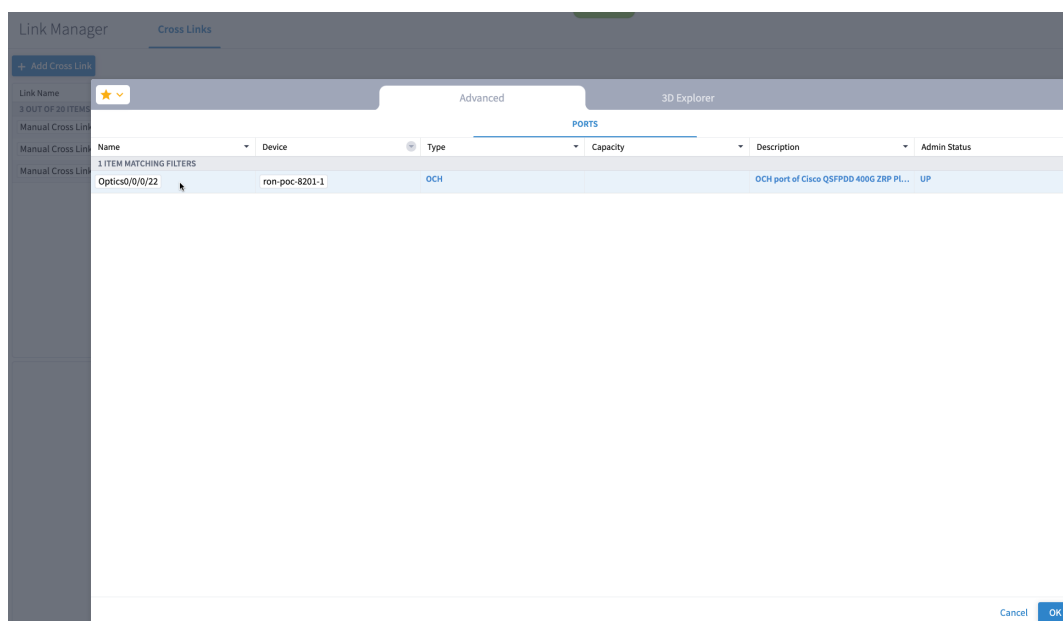 Link Manager
Cross Links
+ Add Cross Link
Link Name
3 OUT OF 20 ITEMS
Manual Cross Link
Manual Cross Link
Manual Cross Link
Advanced
3D Explorer
PORTS
Name Device Type Capacity Description Admin Status
1 ITEM MATCHING FILTERS
Optics0/0/0/22 ron-poc-8201-1 OCH OCH port of Cisco QSFPDD 400G ZRP Pl... UP
Cancel OK